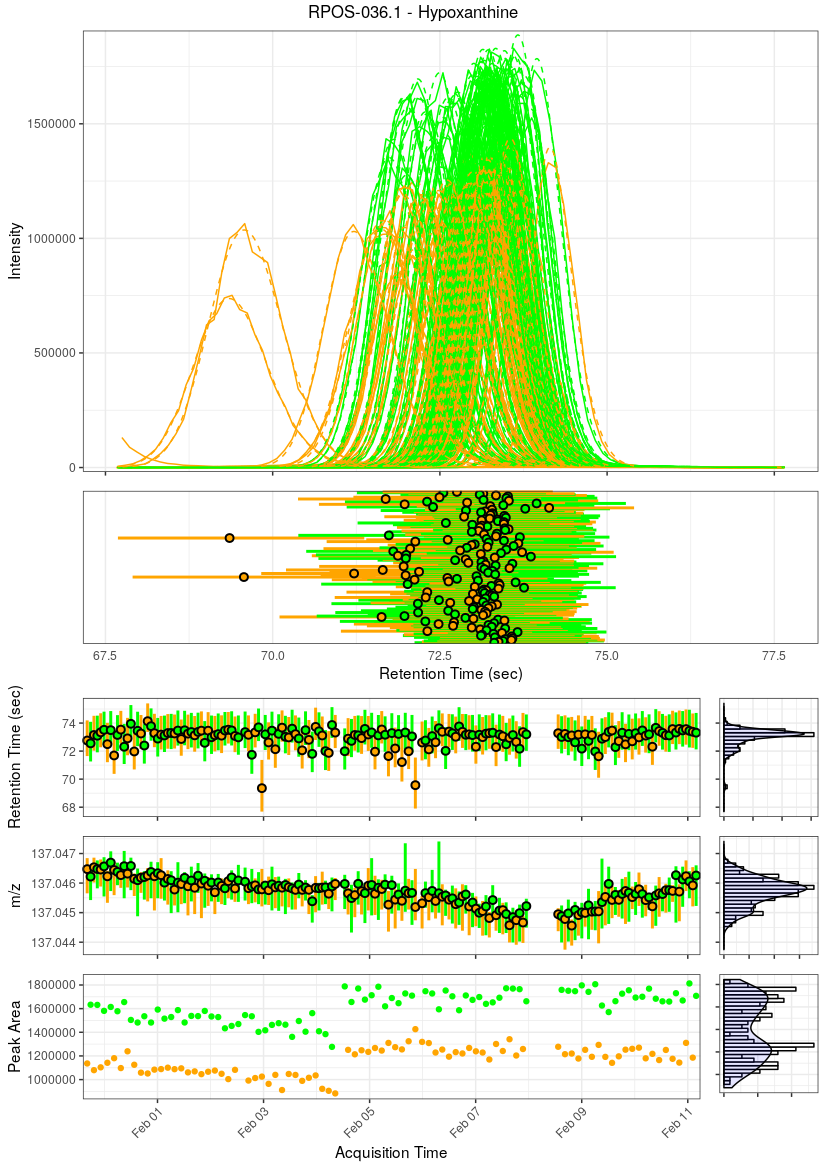 RPOS-036.1 - Hypoxanthine
Intensity
1500000
1000000
500000
0
67.5 70.0 72.5 75.0 77.5
Retention Time (sec)
Retention Time (sec)
74
72
70
68
m/z
137.047
137.046
137.045
137.044
Peak Area
1800000
1600000
1400000
1200000
1000000
Feb 01 Feb 03 Feb 05 Feb 07 Feb 09 Feb 11
Acquisition Time